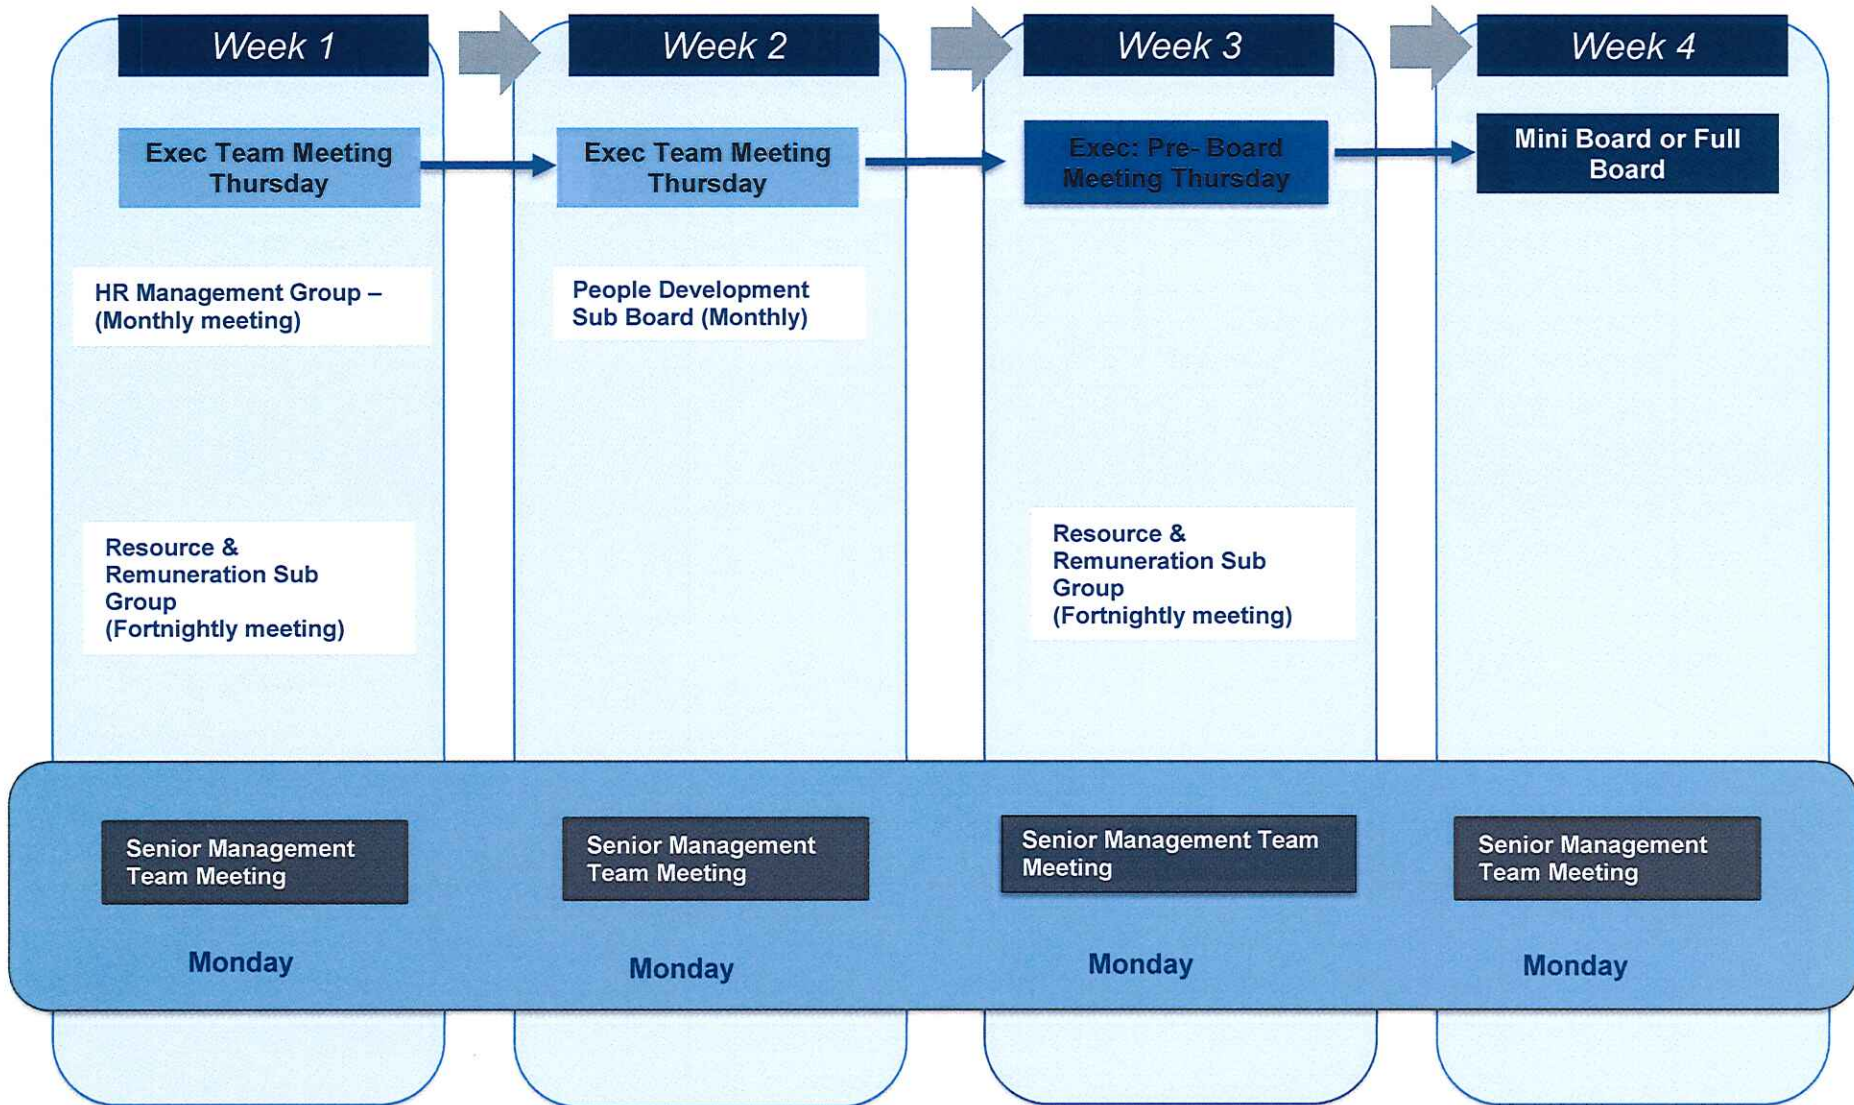 Week 1
Week 2
Week 3
Week 4
Exec Team Meeting
Thursday
Exec Team Meeting
Thursday
Exec: Pre- Board
Meeting Thursday
Mini Board or Full
Board
HR Management Group –
(Monthly meeting)
People Development
Sub Board (Monthly)
Resource &
Remuneration Sub
Group
(Fortnightly meeting)
Resource &
Remuneration Sub
Group
(Fortnightly meeting)
Senior Management
Team Meeting
Senior Management
Team Meeting
Senior Management Team
Meeting
Senior Management
Team Meeting
Monday
Monday
Monday
Monday